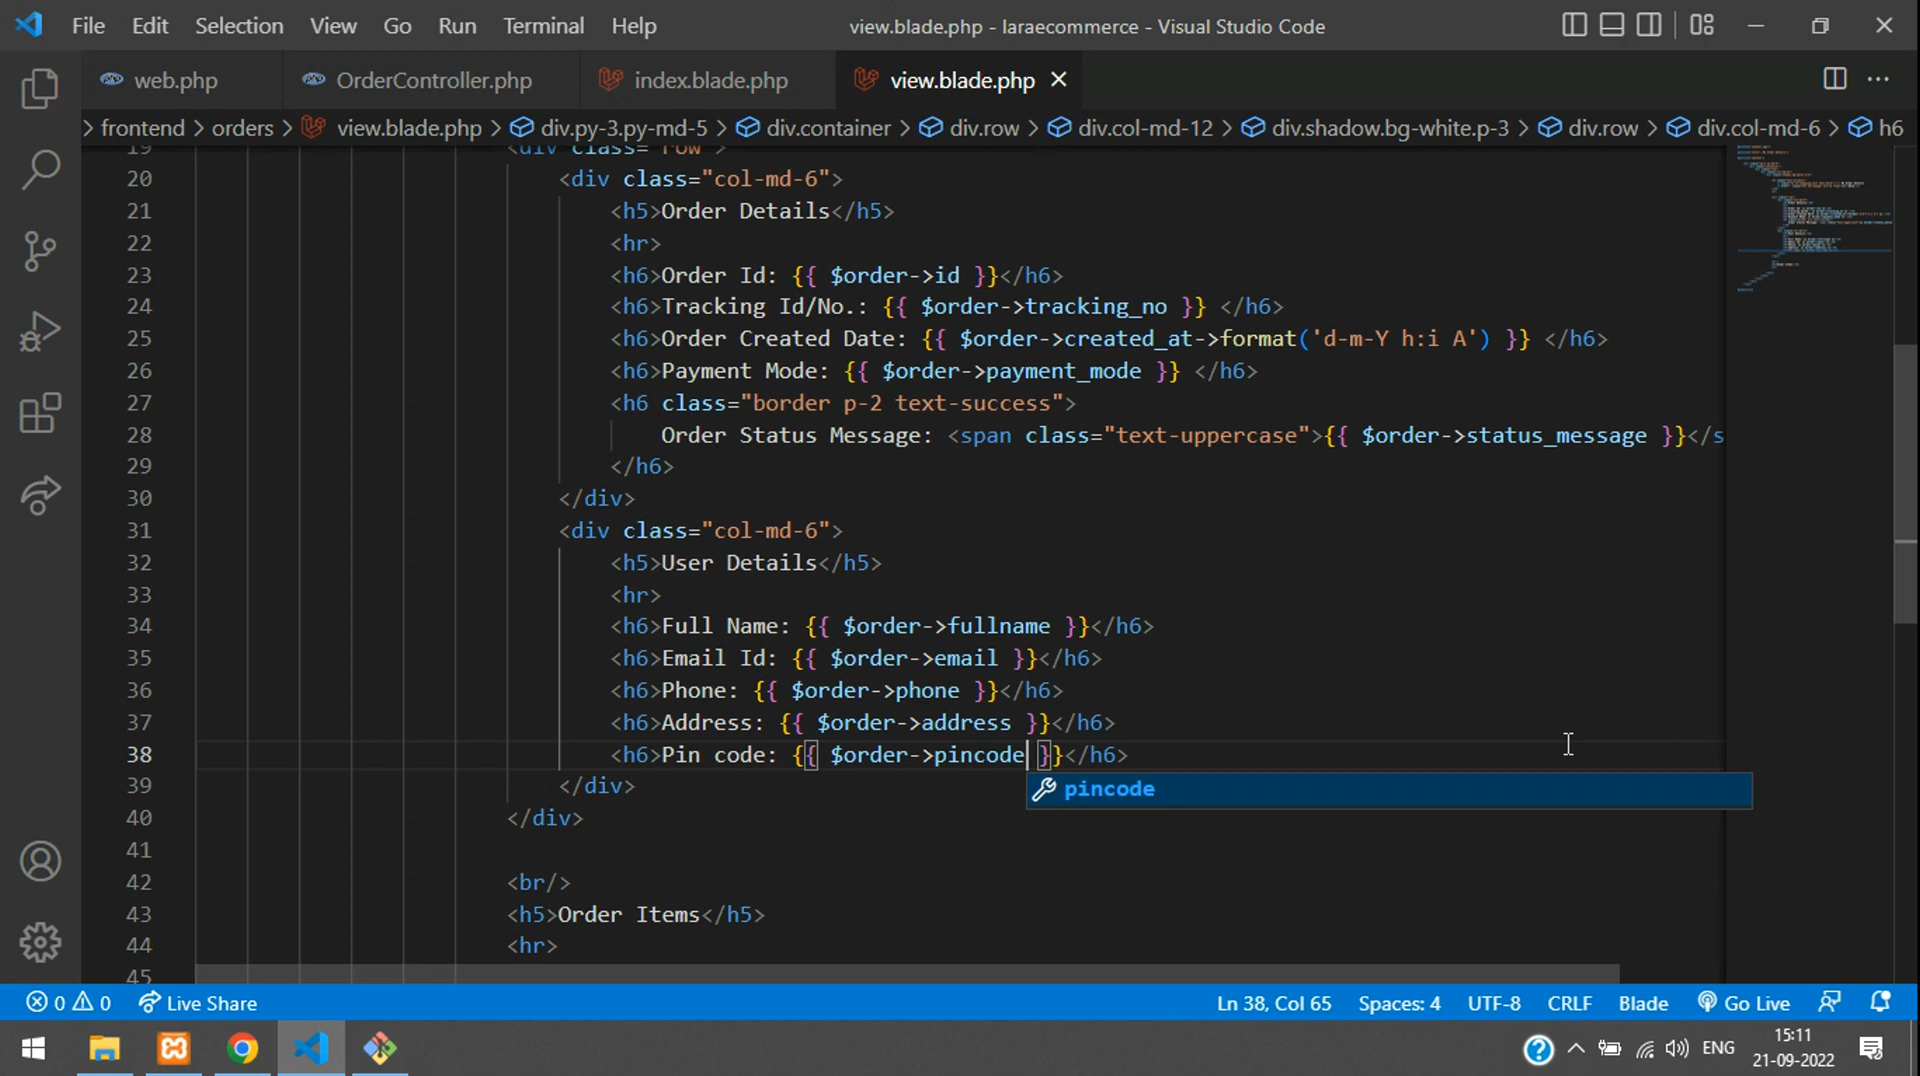 File Edit Selection View Go Run Terminal Help view.blade.php - laraecommerce - Visual Studio Code
web.php OrderController.php index.blade.php view.blade.php
frontend > orders > view.blade.php > div.py-3.py-md-5 > div.container > div.row > div.col-md-12 > div.shadow.bg-white.p-3 > div.row > div.col-md-6 > h6
19 <div class="row">
20 <div class="col-md-6">
21 <h5>Order Details</h5>
22 <hr>
23 <h6>Order Id: {{ $order->id }}</h6>
24 <h6>Tracking Id/No.: {{ $order->tracking_no }} </h6>
25 <h6>Order Created Date: {{ $order->created_at->format('d-m-Y h:i A') }} </h6>
26 <h6>Payment Mode: {{ $order->payment_mode }} </h6>
27 <h6 class="border p-2 text-success">
28 Order Status Message: <span class="text-uppercase">{{ $order->status_message }}</s
29 </h6>
30 </div>
31 <div class="col-md-6">
32 <h5>User Details</h5>
33 <hr>
34 <h6>Full Name: {{ $order->fullname }}</h6>
35 <h6>Email Id: {{ $order->email }}</h6>
36 <h6>Phone: {{ $order->phone }}</h6>
37 <h6>Address: {{ $order->address }}</h6>
38 <h6>Pin code: {{ $order->pincode }}</h6>
39 </div>
pincode
40 </div>
41
42 <br/>
43 <h5>Order Items</h5>
44 <hr>
45
0 0 Live Share Ln 38, Col 65 Spaces: 4 UTF-8 CRLF Blade Go Live
ENG 15:11
21-09-2022